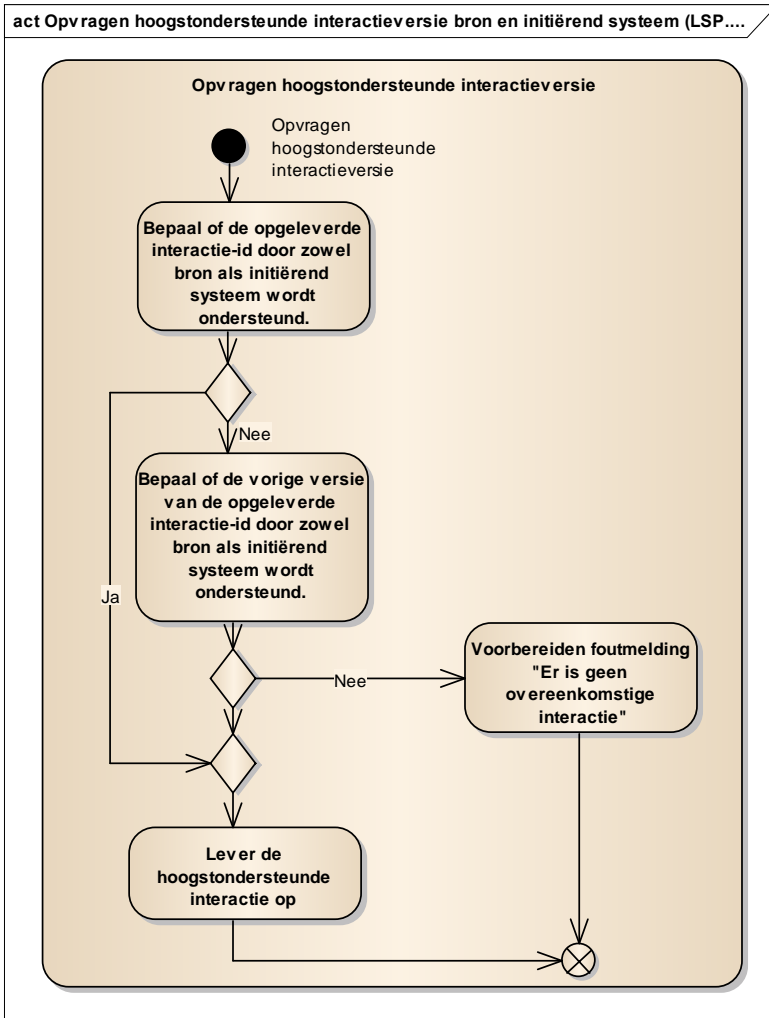 act Opvragen hoogstondersteunde interactieversie bron en initiërend systeem (LSP....
Opvragen hoogstondersteunde interactieversie
Opvragen
hoogstondersteunde
interactieversie
Bepaal of de opgeleverde
interactie-id door zowel
bron als initiërend
systeem wordt
ondersteund.
Nee
Bepaal of de vorige versie
van de opgeleverde
interactie-id door zowel
bron als initiërend
systeem wordt
ondersteund.
Ja
Nee
Voorbereiden foutmelding
"Er is geen
overeenkomstige
interactie"
Lever de
hoogstondersteunde
interactie op